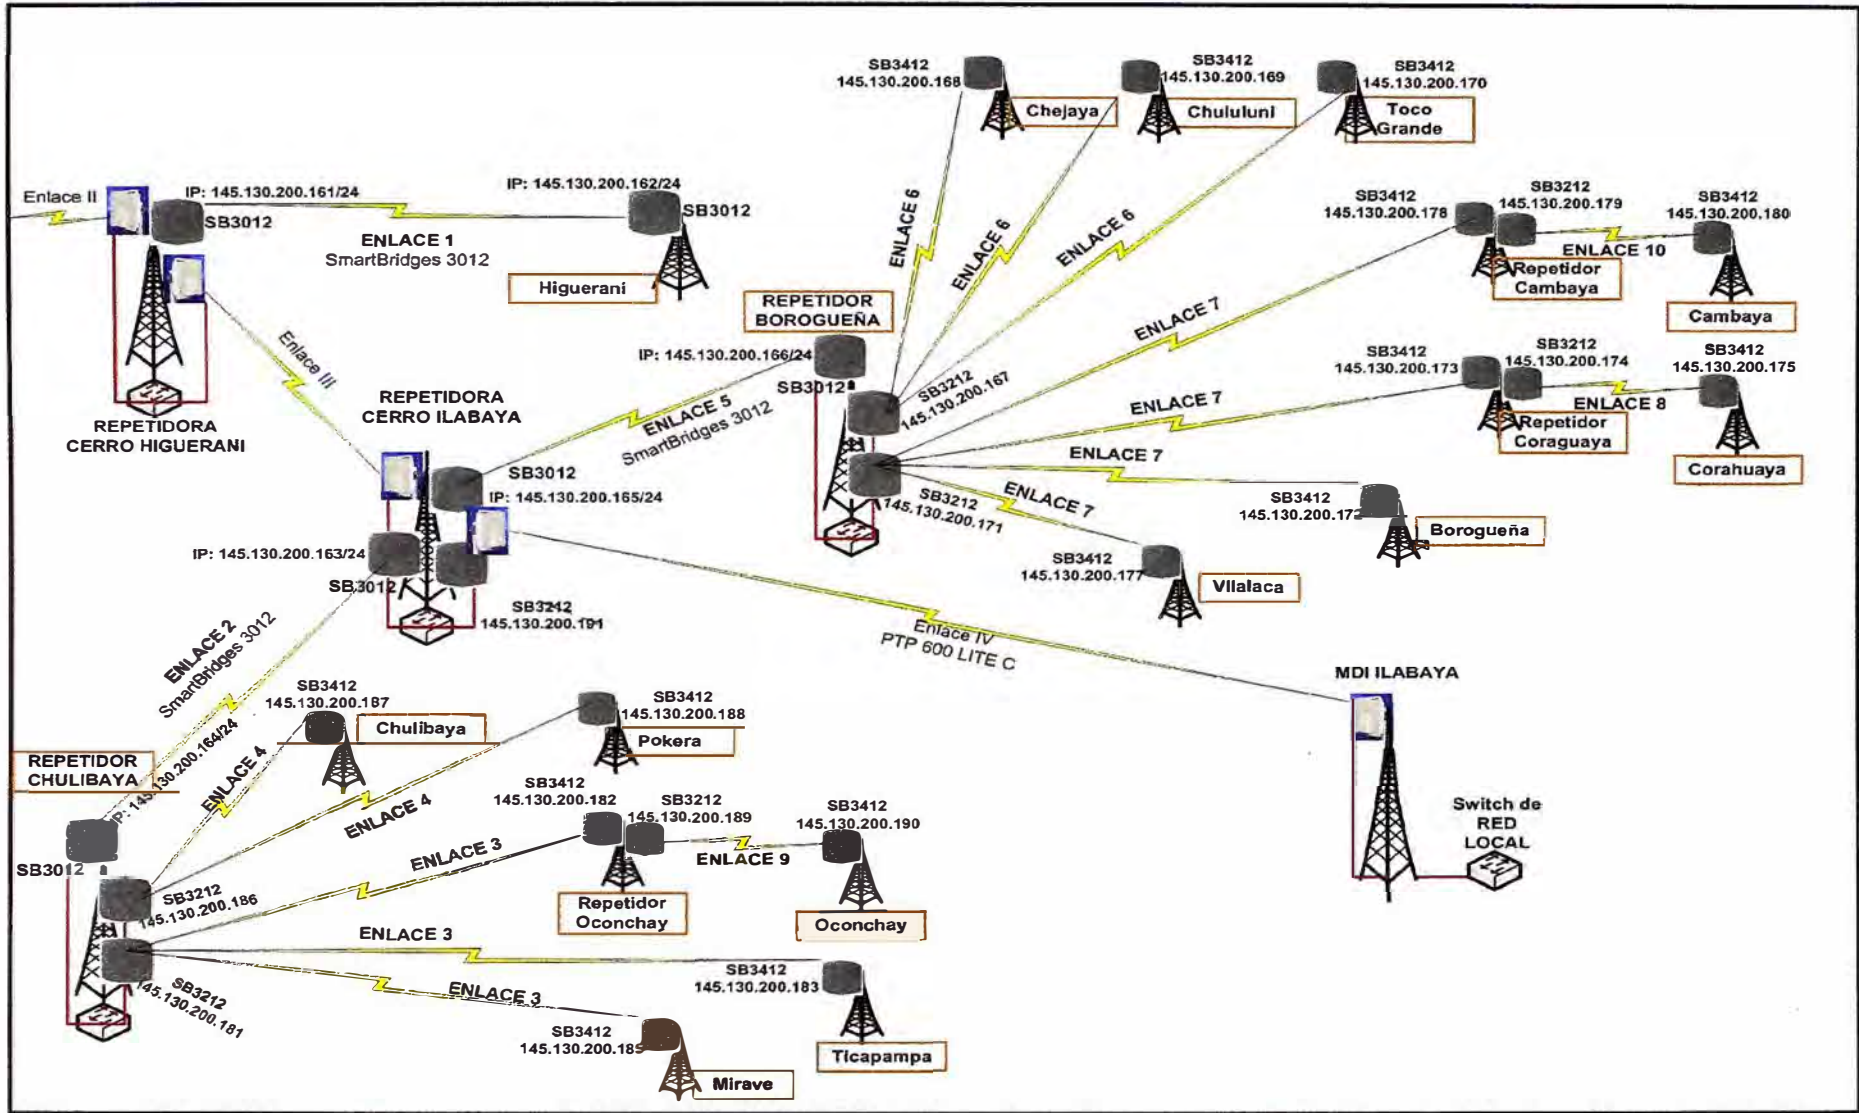 SB3412
145.130.200.168
Chejaya
SB3412
145.130.200.169
Chululuni
SB3412
145.130.200.170
Toco
Grande
Enlace II
IP: 145.130.200.161/24
SB3012
ENLACE 1
SmartBridges 3012
IP: 145.130.200.162/24
SB3012
Higuerani
ENLACE 6
ENLACE 6
ENLACE 6
SB3412
145.130.200.178
SB3212
145.130.200.179
SB3412
145.130.200.180
ENLACE 10
Repetidor
Cambaya
Cambaya
REPETIDOR
BOROGUEÑA
ENLACE 7
Enlace III
IP: 145.130.200.166/24
SB3012
SB3212
145.130.200.167
SB3412
145.130.200.173
SB3212
145.130.200.174
SB3412
145.130.200.175
ENLACE 8
Repetidor
Coraguaya
Corahuaya
REPETIDORA
CERRO HIGUERANI
REPETIDORA
CERRO ILABAYA
ENLACE 5
SmartBridges 3012
ENLACE 7
ENLACE 7
SB3012
IP: 145.130.200.165/24
ENLACE 7
SB3212
145.130.200.171
SB3412
Borogueña
IP: 145.130.200.163/24
SB3012
SB3412
145.130.200.177
Vilalaca
SB3212
145.130.200.191
ENLACE 2
SmartBridges 3012
Enlace IV
PTP 600 LITE C
MDI ILABAYA
SB3412
145.130.200.187
Chulibaya
SB3412
145.130.200.188
Pokera
REPETIDOR
CHULIBAYA
IP: 145.130.200.164/24
ENLACE 4
ENLACE 4
SB3412
145.130.200.182
SB3212
145.130.200.189
SB3412
145.130.200.190
ENLACE 9
Switch de
RED
LOCAL
SB3012
SB3212
145.130.200.186
ENLACE 3
Repetidor
Oconchay
Oconchay
ENLACE 3
SB3412
145.130.200.183
SB3212
145.130.200.181
ENLACE 3
SB3412
Ticapampa
Mirave